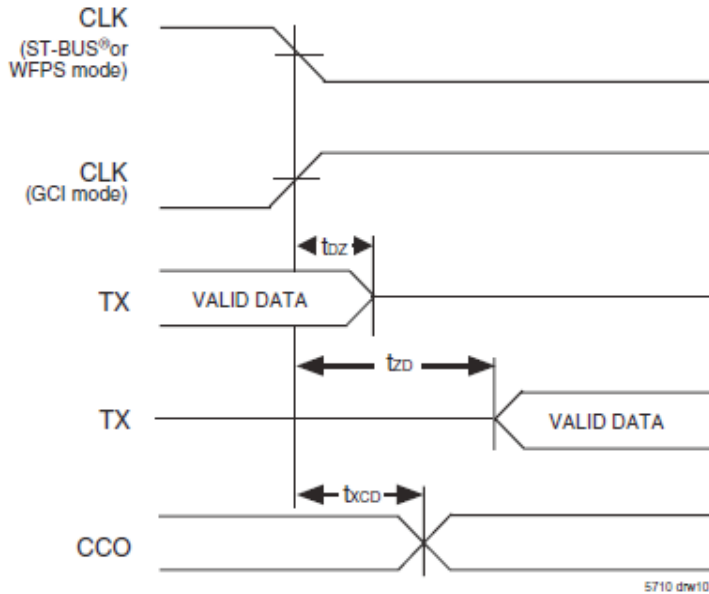 CLK
(ST-BUS®or
WFPS mode)
CLK
(GCI mode)
tDZ
TX
VALID DATA
tZD
TX
VALID DATA
tXCD
CCO
5710 drw10